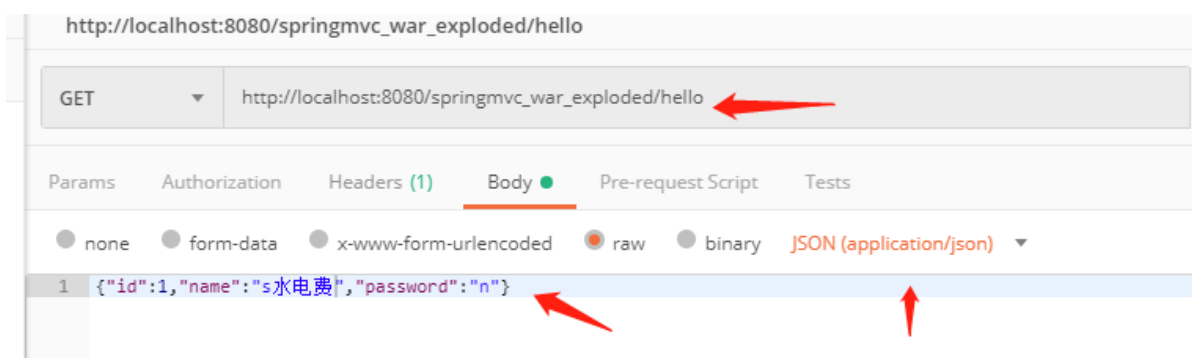 http://localhost:8080/springmvc_war_exploded/hello
GET http://localhost:8080/springmvc_war_exploded/hello
Params Authorization Headers (1) Body Pre-request Script Tests
none form-data x-www-form-urlencoded raw binary JSON (application/json)
1 {"id":1,"name":"s水电费","password":"n"}